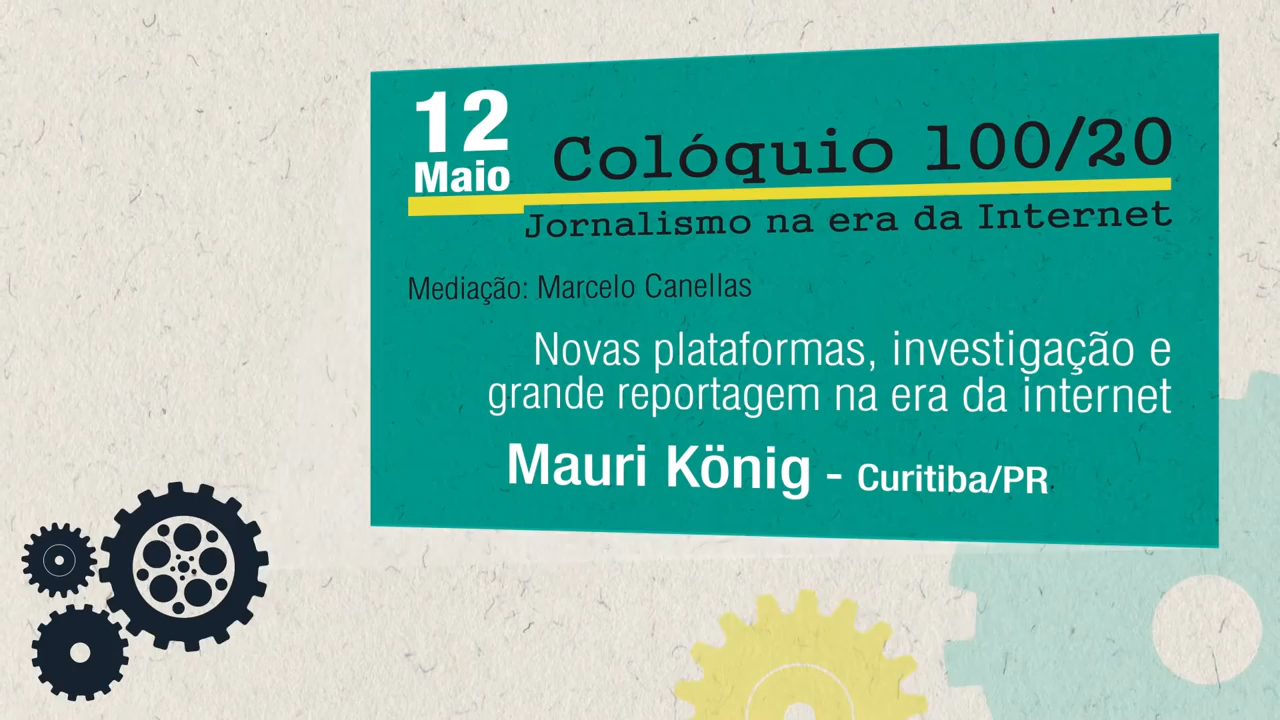 12
Maio
Colóquio 100/20
Jornalismo na era da Internet
Mediação: Marcelo Canellas
Novas plataformas, investigação e
grande reportagem na era da internet
Mauri König - Curitiba/PR